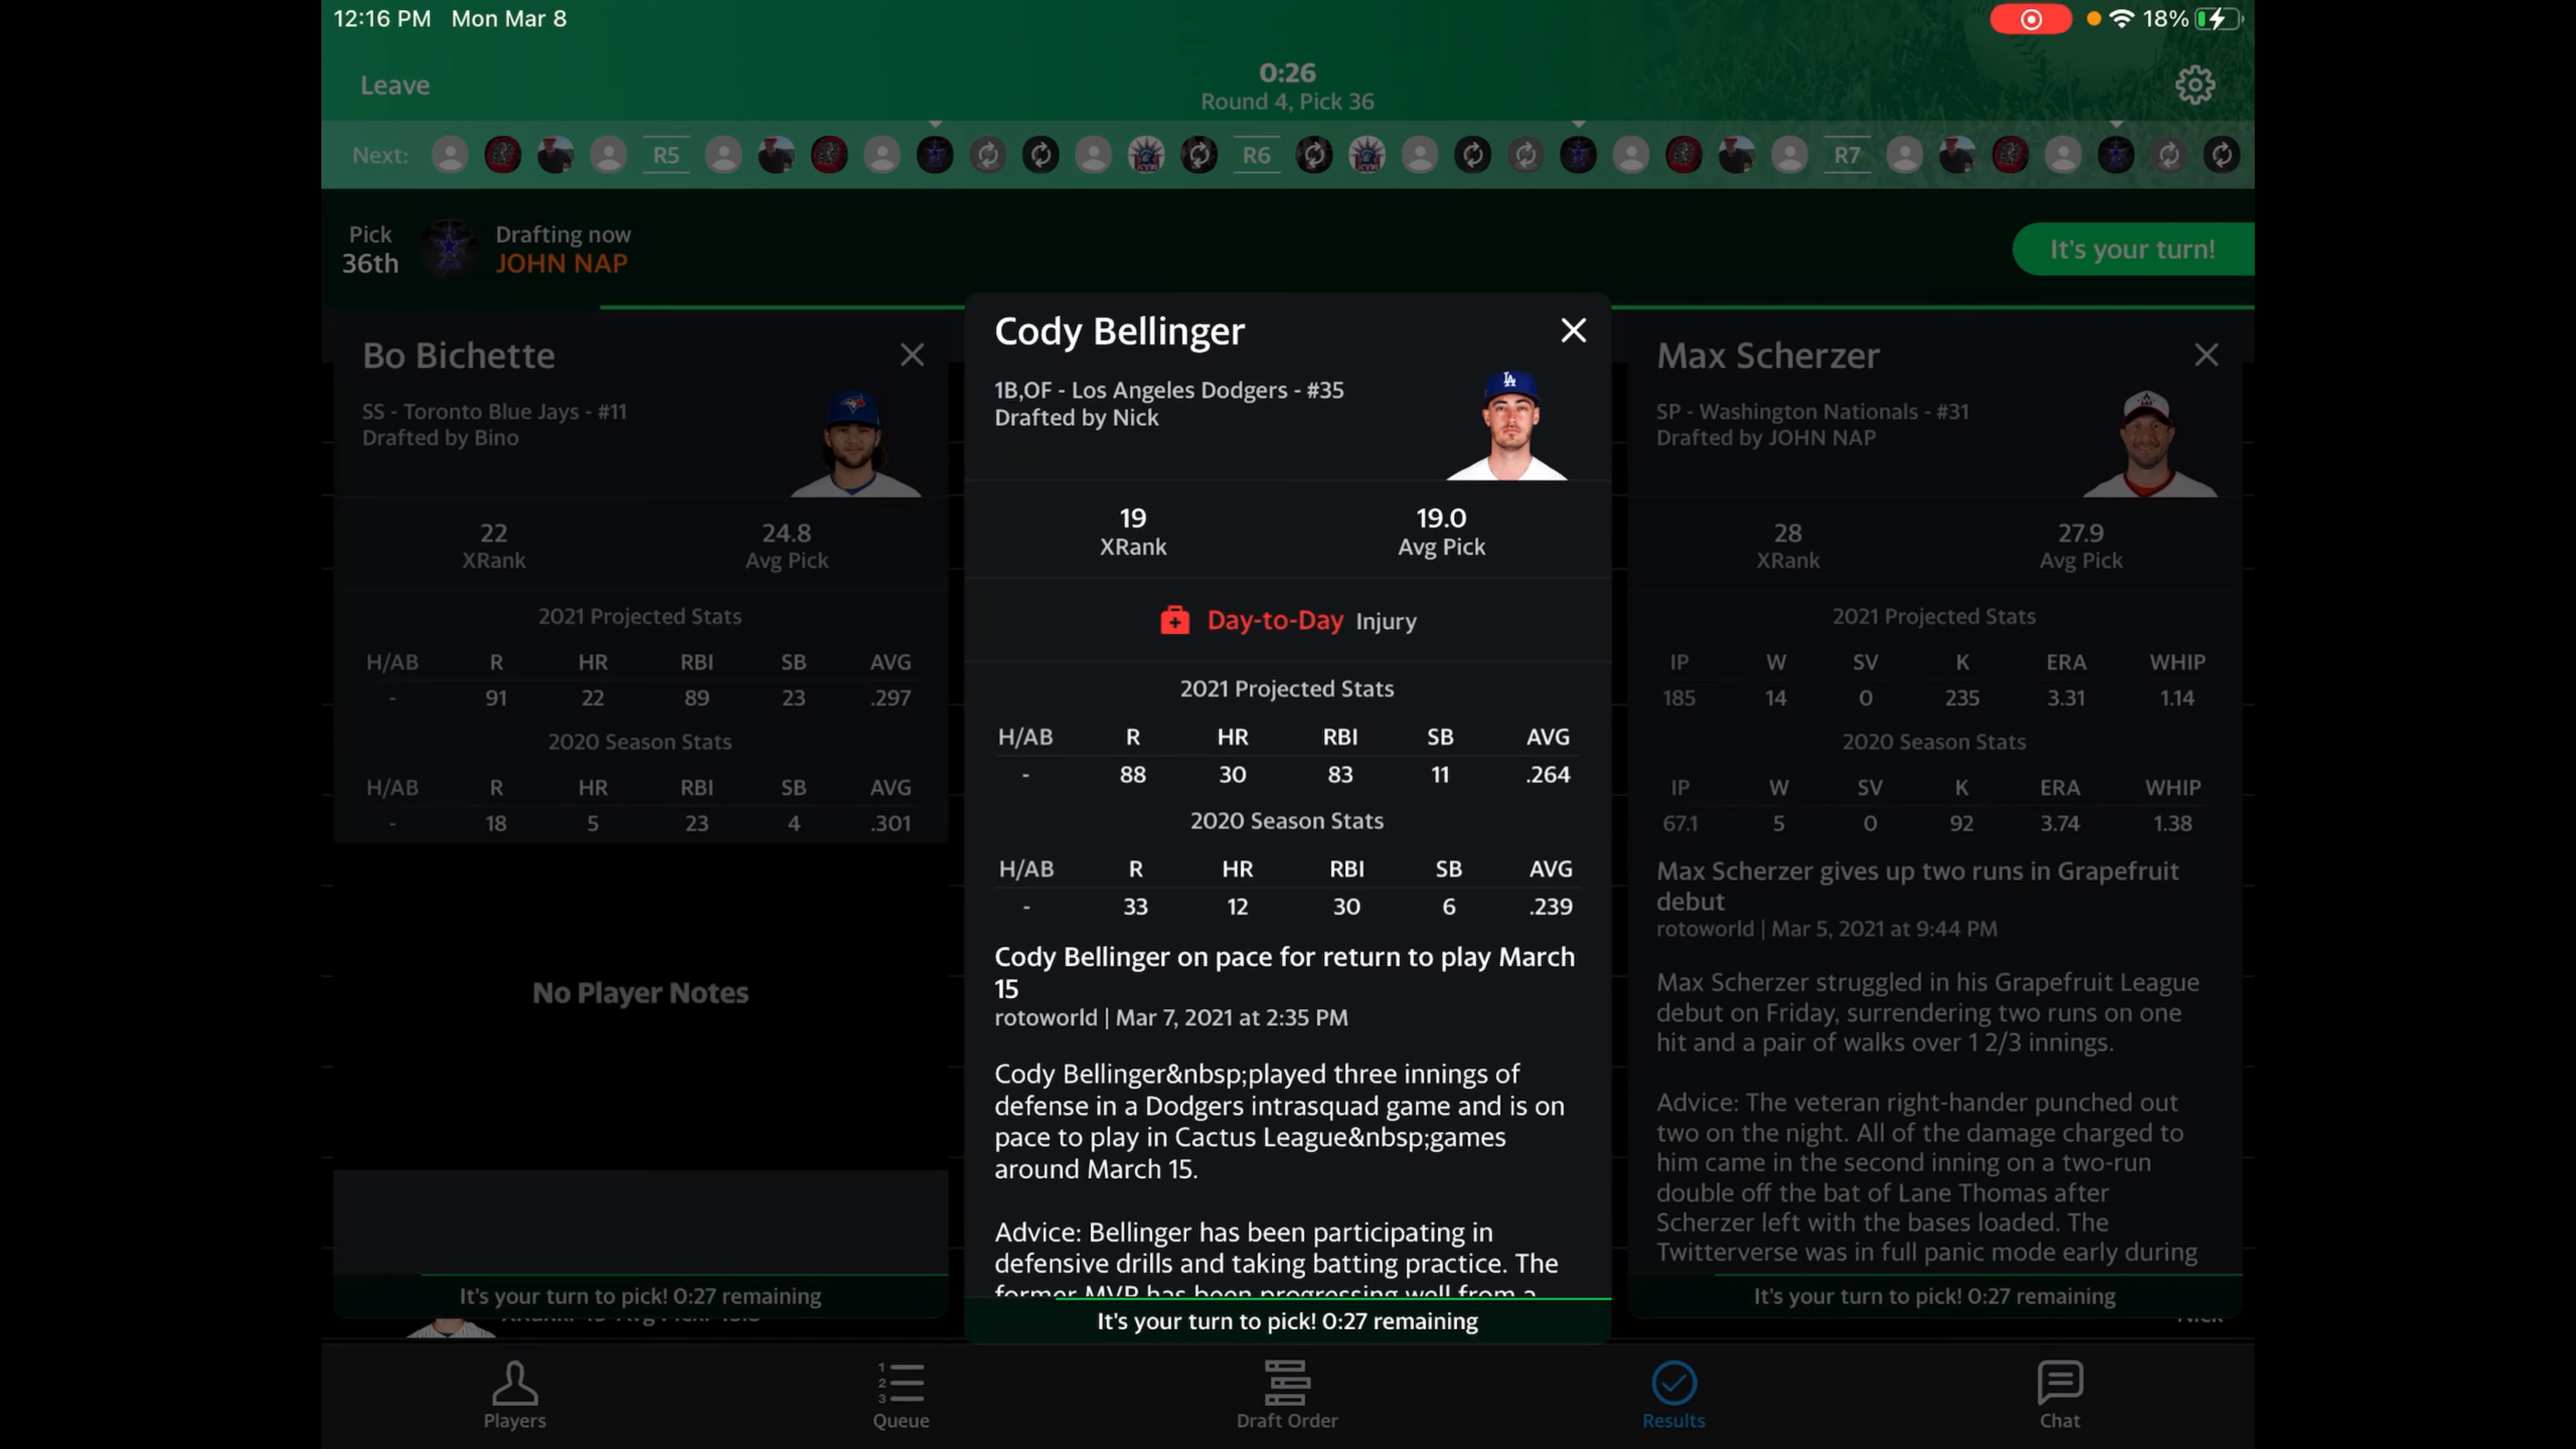 12:16 PM Mon Mar 8
18%
Leave
0:26
Round 4, Pick 36
Next:
R5
R6
R7
Pick
36th
Drafting now
JOHN NAP
It's your turn!
Bo Bichette
SS - Toronto Blue Jays - #11
Drafted by Bino
22
XRank
24.8
Avg Pick
2021 Projected Stats
H/AB R HR RBI SB AVG
- 91 22 89 23 .297
2020 Season Stats
H/AB R HR RBI SB AVG
- 18 5 23 4 .301
No Player Notes
It's your turn to pick! 0:27 remaining
Cody Bellinger
1B,OF - Los Angeles Dodgers - #35
Drafted by Nick
19
XRank
19.0
Avg Pick
Day-to-Day Injury
2021 Projected Stats
H/AB R HR RBI SB AVG
- 88 30 83 11 .264
2020 Season Stats
H/AB R HR RBI SB AVG
- 33 12 30 6 .239
Cody Bellinger on pace for return to play March
15
rotoworld | Mar 7, 2021 at 2:35 PM
Cody Bellinger&nbsp;played three innings of
defense in a Dodgers intrasquad game and is on
pace to play in Cactus League&nbsp;games
around March 15.
Advice: Bellinger has been participating in
defensive drills and taking batting practice. The
former MVP has been progressing well from a
It's your turn to pick! 0:27 remaining
Max Scherzer
SP - Washington Nationals - #31
Drafted by JOHN NAP
28
XRank
27.9
Avg Pick
2021 Projected Stats
IP W SV K ERA WHIP
185 14 0 235 3.31 1.14
2020 Season Stats
IP W SV K ERA WHIP
67.1 5 0 92 3.74 1.38
Max Scherzer gives up two runs in Grapefruit
debut
rotoworld | Mar 5, 2021 at 9:44 PM
Max Scherzer struggled in his Grapefruit League
debut on Friday, surrendering two runs on one
hit and a pair of walks over 1 2/3 innings.
Advice: The veteran right-hander punched out
two on the night. All of the damage charged to
him came in the second inning on a two-run
double off the bat of Lane Thomas after
Scherzer left with the bases loaded. The
Twitterverse was in full panic mode early during
It's your turn to pick! 0:27 remaining
Nick
Players
1 2 3
Queue
Draft Order
Results
Chat